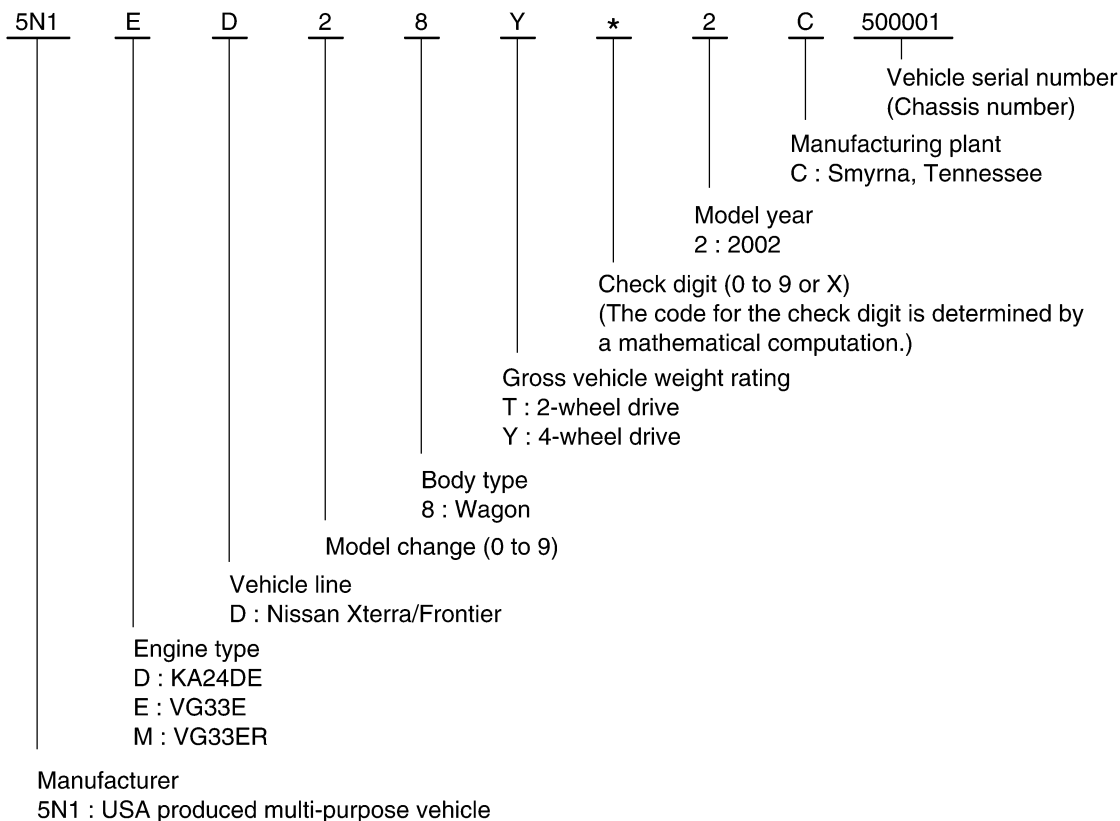 5N1 E D 2 8 Y * 2 C 500001
Vehicle serial number
(Chassis number)
Manufacturing plant
C : Smyrna, Tennessee
Model year
2 : 2002
Check digit (0 to 9 or X)
(The code for the check digit is determined by
a mathematical computation.)
Gross vehicle weight rating
T : 2-wheel drive
Y : 4-wheel drive
Body type
8 : Wagon
Model change (0 to 9)
Vehicle line
D : Nissan Xterra/Frontier
Engine type
D : KA24DE
E : VG33E
M : VG33ER
Manufacturer
5N1 : USA produced multi-purpose vehicle